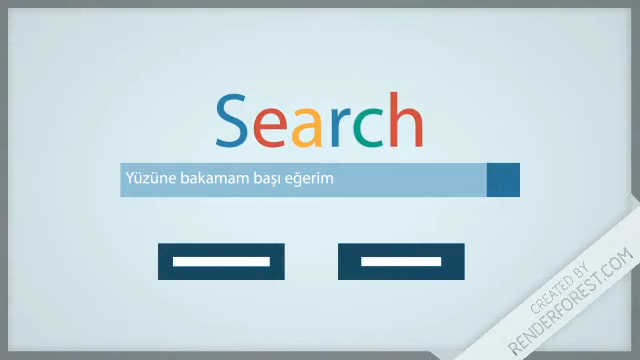 Search
Yüzüne bakamam başı eğerim
CREATED BY
RENDERFOREST.COM